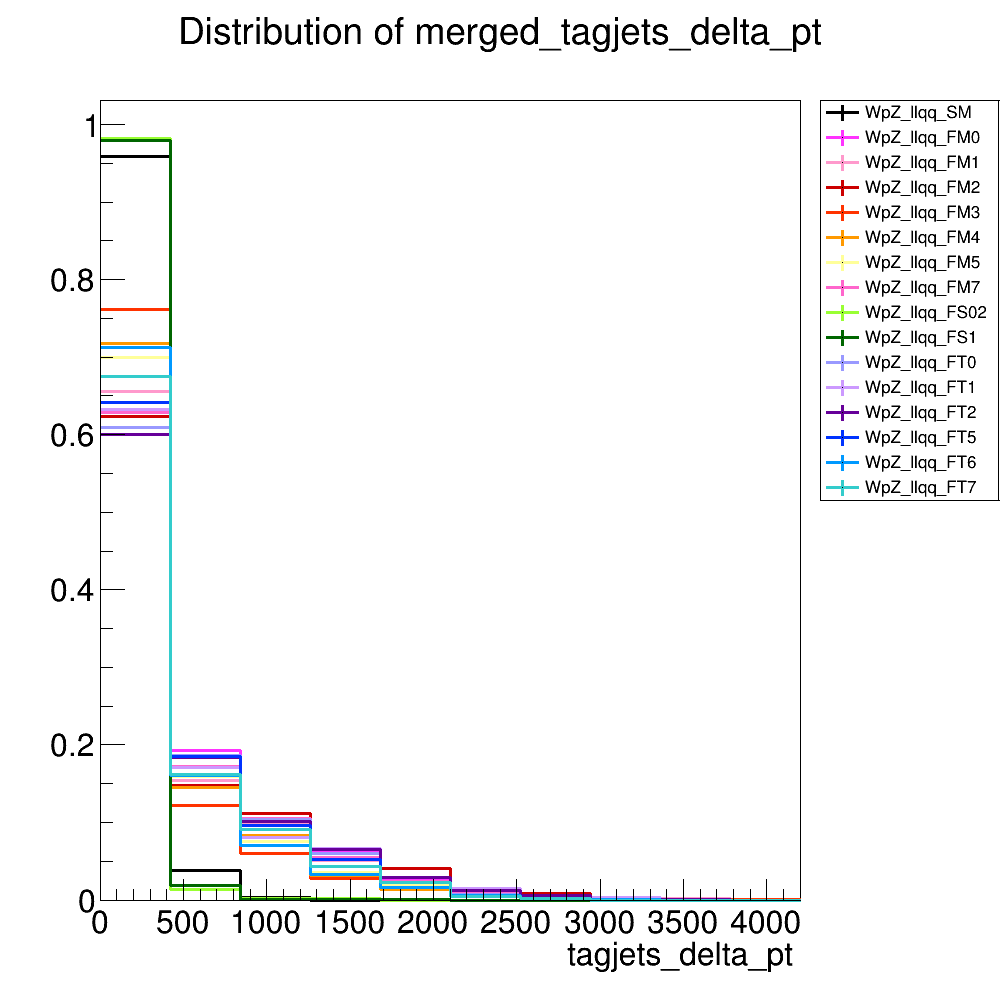 Distribution of merged_tagjets_delta_pt
1
0.8
0.6
0.4
0.2
0
0 500 1000 1500 2000 2500 3000 3500 4000
tagjets_delta_pt
WpZ_llqq_SM
WpZ_llqq_FM0
WpZ_llqq_FM1
WpZ_llqq_FM2
WpZ_llqq_FM3
WpZ_llqq_FM4
WpZ_llqq_FM5
WpZ_llqq_FM7
WpZ_llqq_FS02
WpZ_llqq_FS1
WpZ_llqq_FT0
WpZ_llqq_FT1
WpZ_llqq_FT2
WpZ_llqq_FT5
WpZ_llqq_FT6
WpZ_llqq_FT7